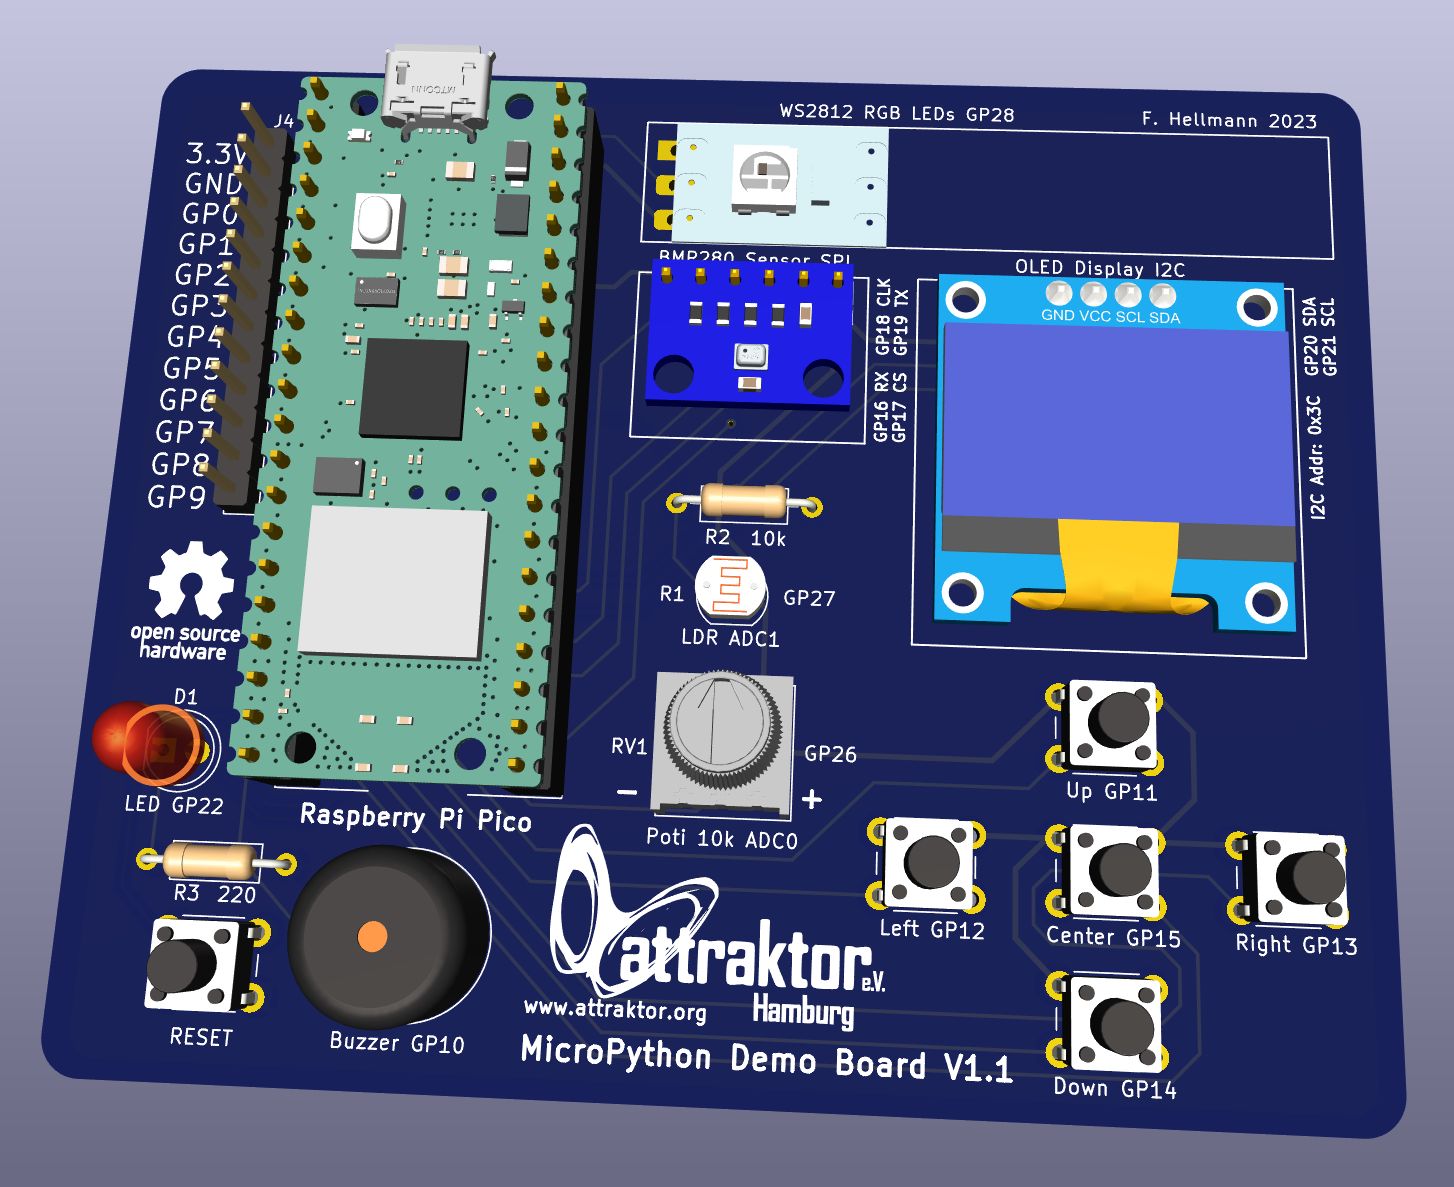 WS2812 RGB LEDs GP28
F. Hellmann 2023
J4
3.3V
GND
GP0
GP1
GP2
GP3
GP4
GP5
GP6
GP7
GP8
GP9
MTCONN
BMP280 Sensor SPI
GP18 CLK
GP19 TX
GP16 RX
GP17 CS
OLED Display I2C
GND VCC SCL SDA
GP20 SDA
GP21 SCL
I2C Addr: 0x3C
R2 10k
R1
GP27
LDR ADC1
open source
hardware
D1
LED GP22
RV1
GP26
- +
Poti 10k ADC0
Raspberry Pi Pico
R3 220
RESET
Buzzer GP10
Up GP11
Left GP12
Center GP15
Right GP13
Down GP14
attraktor e.V.
Hamburg
www.attraktor.org
MicroPython Demo Board V1.1